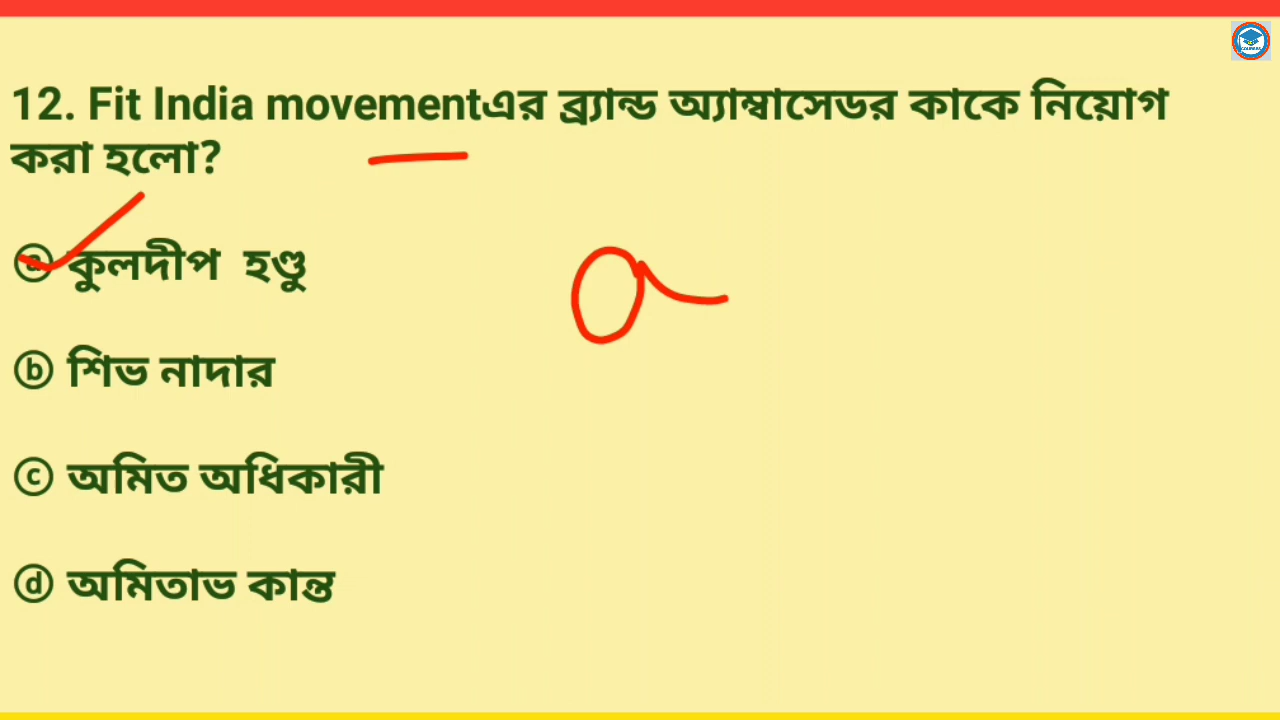 12. Fit India movementএর ব্র্যান্ড অ্যাম্বাসেডর কাকে নিয়োগ
করা হলো?
ⓐ কুলদীপ হণ্ডু
a
ⓑ শিভ নাদার
ⓒ অমিত অধিকারী
ⓓ অমিতাভ কান্ত